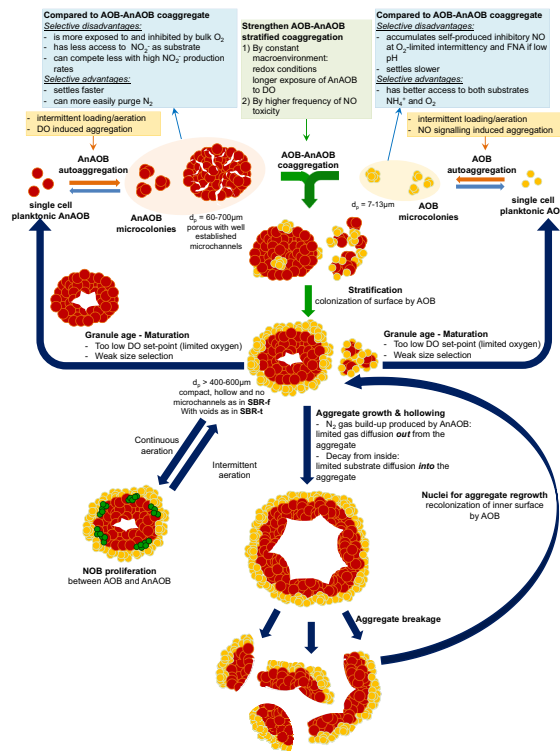 Compared to AOB-AnAOB coaggregate
Selective disadvantages:
- is more exposed to and inhibited by bulk O2
- has less access to NO2- as substrate
- can compete less with high NO2- production
rates
Selective advantages:
- settles faster
- can more easily purge N2
Strengthen AOB-AnAOB
stratified coaggregation
1) By constant
macroenvironment:
redox conditions
longer exposure of AnAOB
to DO
2) By higher frequency of NO
toxicity
Compared to AOB-AnAOB coaggregate
Selective disadvantages:
- accumulates self-produced inhibitory NO
at O2-limited intermittency and FNA if low
pH
- settles slower
Selective advantages:
- has better access to both substrates
NH4+ and O2
- intermittent loading/aeration
- DO induced aggregation
- intermittent loading/aeration
- NO signalling induced aggregation
AnAOB
autoaggregation
single cell
planktonic AnAOB
AnAOB
microcolonies
dp = 60-700µm
porous with well
established microchannels
AOB-AnAOB
coaggregation
dp = 7-13µm
AOB
microcolonies
AOB
autoaggregation
single cell
planktonic AO
Stratification
colonization of surface by AOB
Granule age - Maturation
- Too low DO set-point (limited oxygen)
- Weak size selection
Granule age - Maturation
- Too low DO set-point (limited oxygen)
- Weak size selection
dp > 400-600µm
compact, hollow and no
microchannels as in SBR-f
With voids as in SBR-t
Continuous
aeration
Intermittent
aeration
Aggregate growth & hollowing
- N2 gas build-up produced by AnAOB:
limited gas diffusion out from the
aggregate
- Decay from inside:
limited substrate diffusion into the
aggregate
Nuclei for aggregate regrowth
recolonization of inner surface
by AOB
NOB proliferation
between AOB and AnAOB
Aggregate breakage